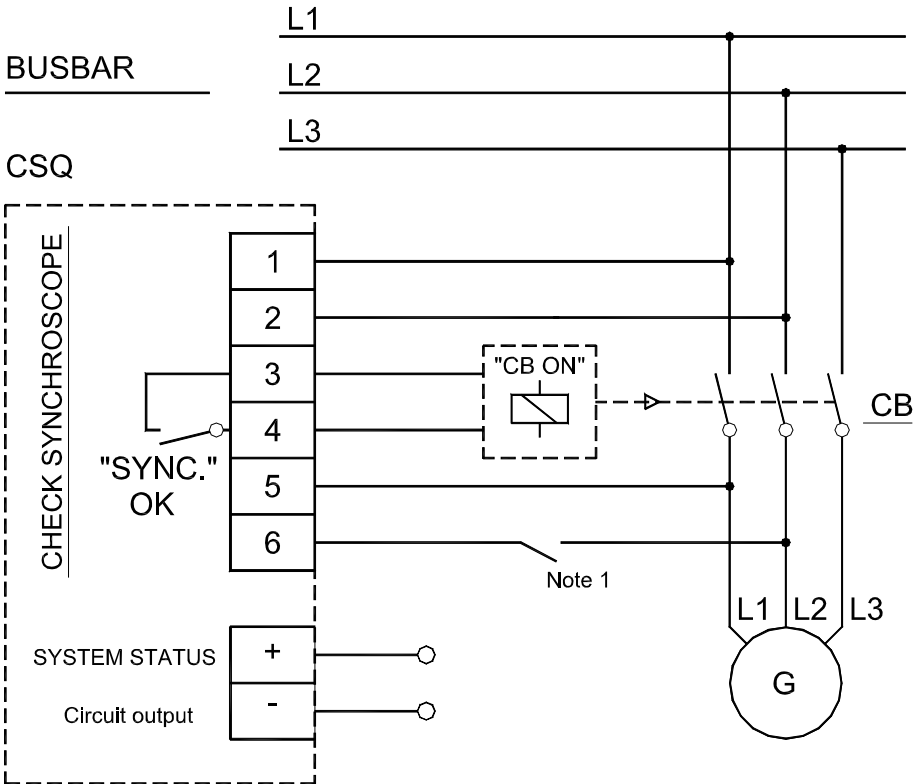 L1
BUSBAR
L2
L3
CSQ
CHECK SYNCHROSCOPE
1
2
3
"CB ON"
CB
4
"SYNC."
OK
5
6
Note 1
L1 L2 L3
SYSTEM STATUS
+
G
Circuit output
-